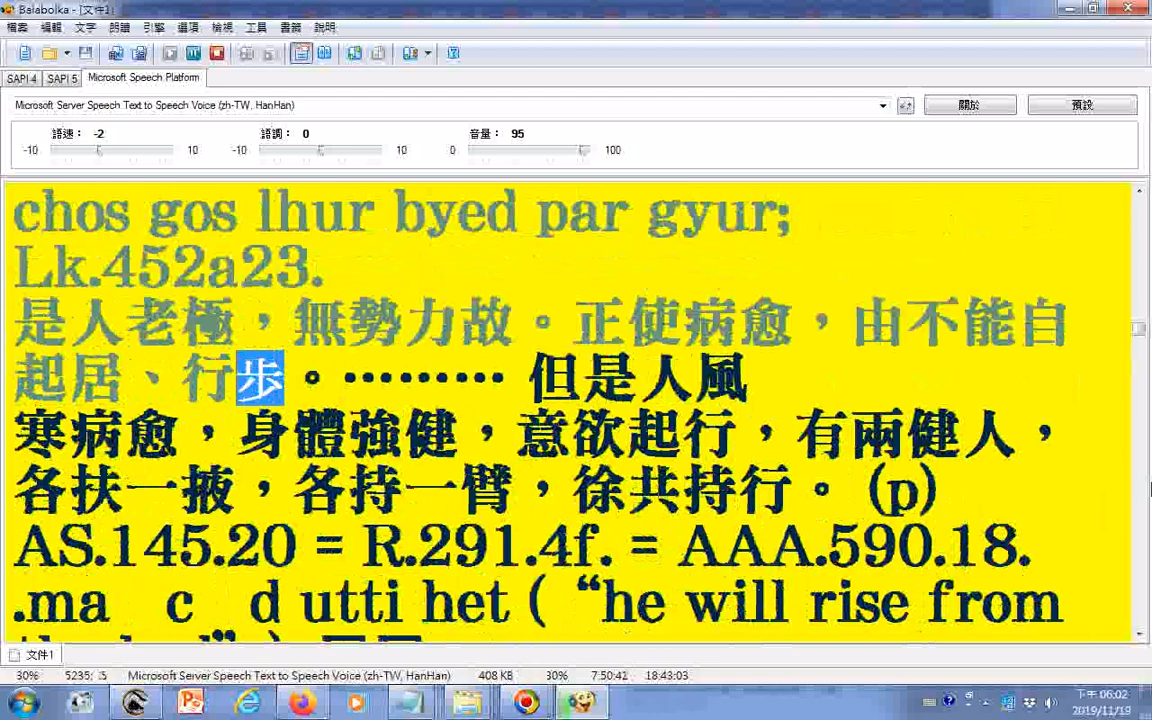 Balabolka - [文件1]
檔案 編輯 文字 朗讀 引擎 選項 檢視 工具 書籤 說明
SAPI 4 SAPI 5 Microsoft Speech Platform
Microsoft Server Speech Text to Speech Voice (zh-TW, HanHan) 關於 預設
語速： -2 語調： 0 音量： 95
-10 10 -10 10 0 100
chos gos lhur byed par gyur;
Lk.452a23.
是人老極，無勢力故。正使病愈，由不能自
起居、行步。……… 但是人風
寒病愈，身體強健，意欲起行，有兩健人，
各扶一掖，各持一臂，徐共持行。 (p)
AS.145.20 = R.291.4f. = AAA.590.18.
.ma c d utti het ( “he will rise from
文件1
30% Microsoft Server Speech Text to Speech Voice (zh-TW, HanHan) 408 KB 30% 7:50:42 18:43:03
下午 06:02
2019/11/19